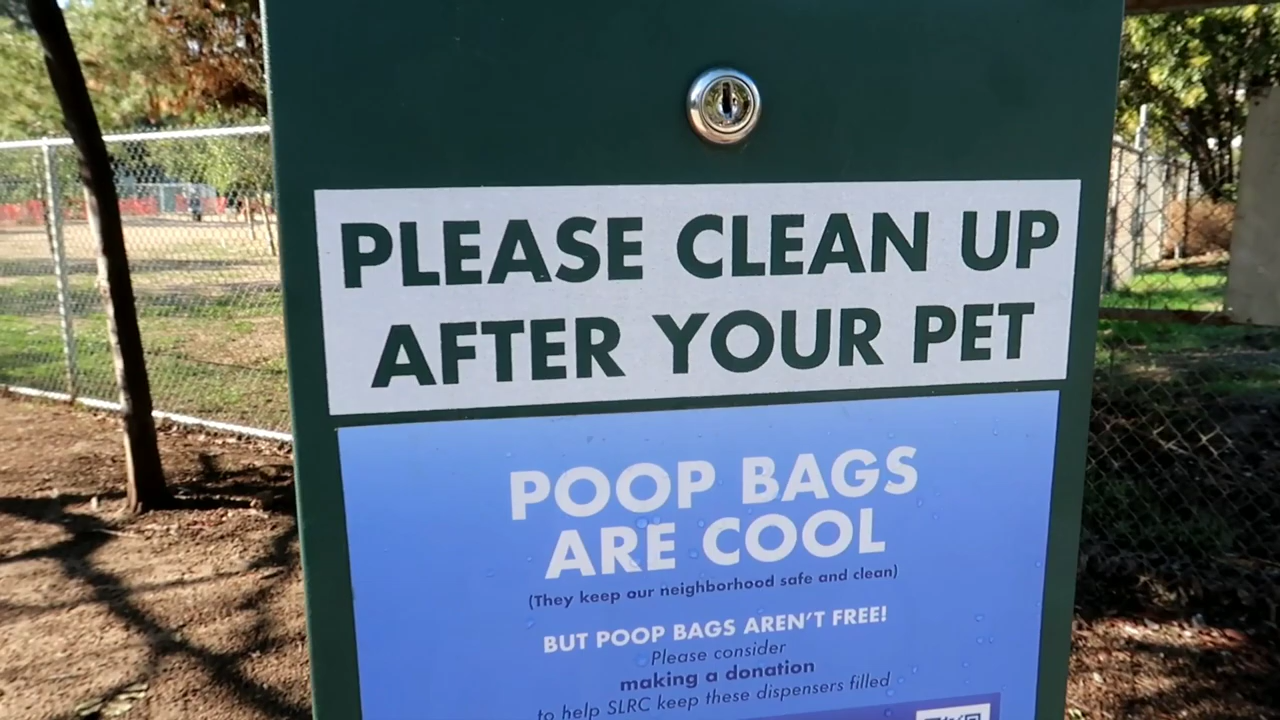 PLEASE CLEAN UP
AFTER YOUR PET
POOP BAGS
ARE COOL
(They keep our neighborhood safe and clean)
BUT POOP BAGS AREN'T FREE!
Please consider
making a donation
to help SLRC keep these dispensers filled